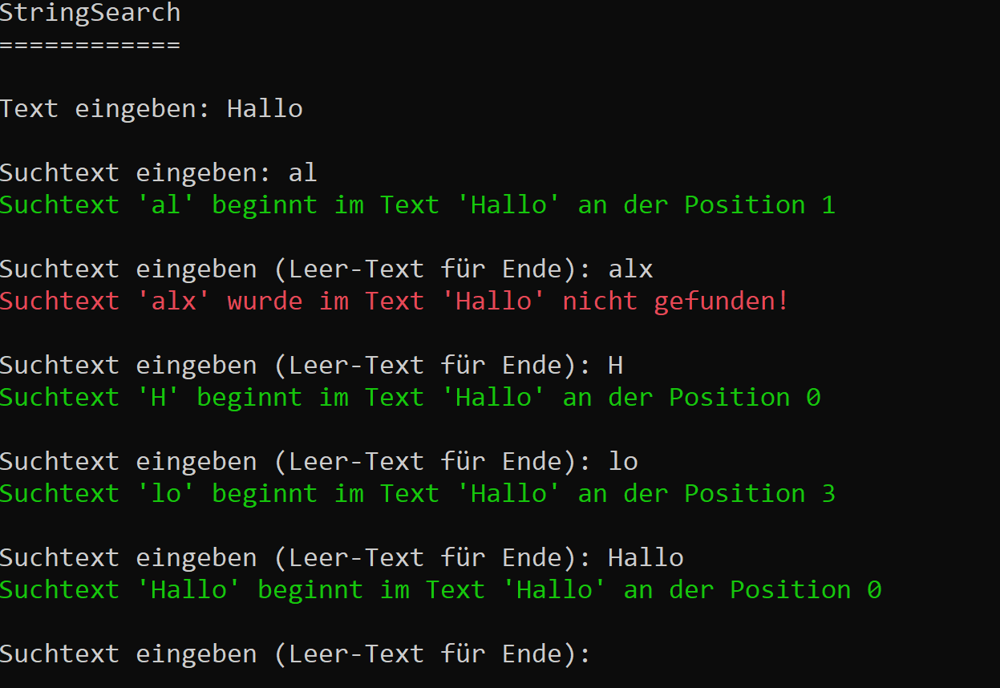 StringSearch
============
Text eingeben: Hallo
Suchtext eingeben: al
Suchtext 'al' beginnt im Text 'Hallo' an der Position 1
Suchtext eingeben (Leer-Text für Ende): alx
Suchtext 'alx' wurde im Text 'Hallo' nicht gefunden!
Suchtext eingeben (Leer-Text für Ende): H
Suchtext 'H' beginnt im Text 'Hallo' an der Position 0
Suchtext eingeben (Leer-Text für Ende): lo
Suchtext 'lo' beginnt im Text 'Hallo' an der Position 3
Suchtext eingeben (Leer-Text für Ende): Hallo
Suchtext 'Hallo' beginnt im Text 'Hallo' an der Position 0
Suchtext eingeben (Leer-Text für Ende):